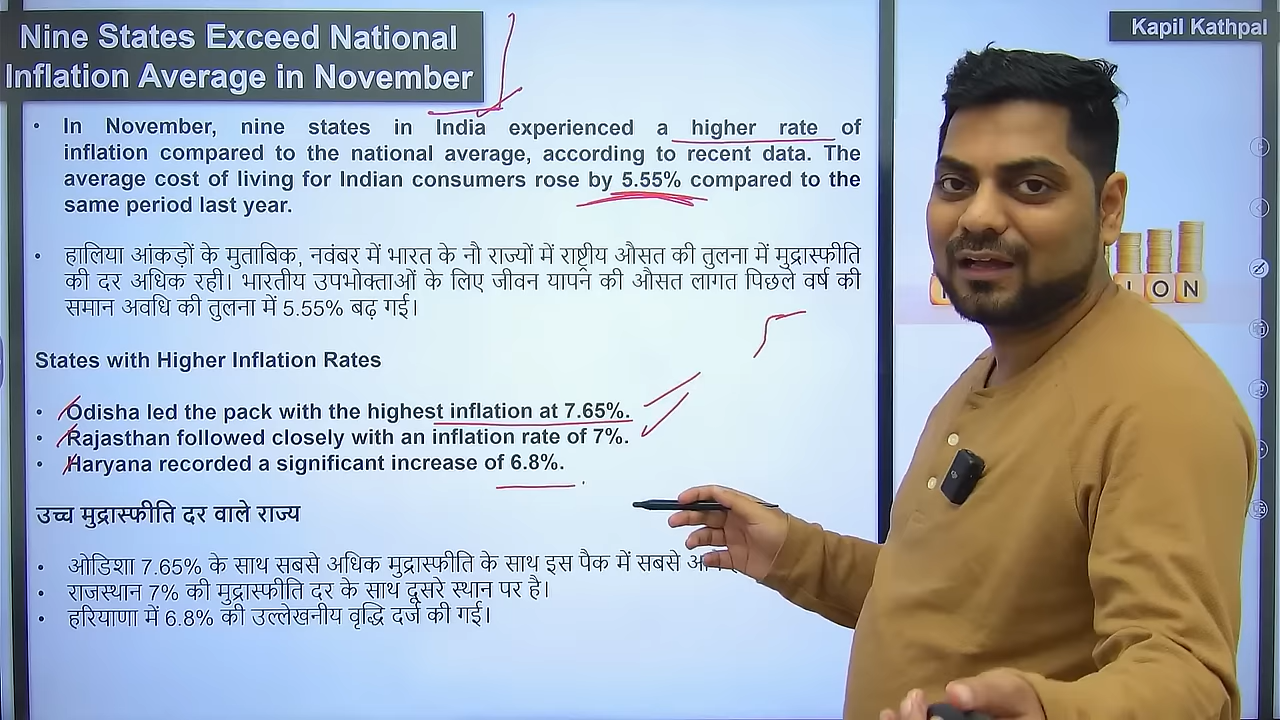 Nine States Exceed National
Inflation Average in November
Kapil Kathpal
• In November, nine states in India experienced a higher rate of
inflation compared to the national average, according to recent data. The
average cost of living for Indian consumers rose by 5.55% compared to the
same period last year.
• हालिया आंकड़ों के मुताबिक, नवंबर में भारत के नौ राज्यों में राष्ट्रीय औसत की तुलना में मुद्रास्फीति
की दर अधिक रही। भारतीय उपभोक्ताओं के लिए जीवन यापन की औसत लागत पिछले वर्ष की
समान अवधि की तुलना में 5.55% बढ़ गई।
ION
States with Higher Inflation Rates
• Odisha led the pack with the highest inflation at 7.65%.
• Rajasthan followed closely with an inflation rate of 7%.
• Haryana recorded a significant increase of 6.8%.
उच्च मुद्रास्फीति दर वाले राज्य
• ओडिशा 7.65% के साथ सबसे अधिक मुद्रास्फीति के साथ इस पैक में सबसे
• राजस्थान 7% की मुद्रास्फीति दर के साथ दूसरे स्थान पर है।
• हरियाणा में 6.8% की उल्लेखनीय वृद्धि दर्ज की गई।